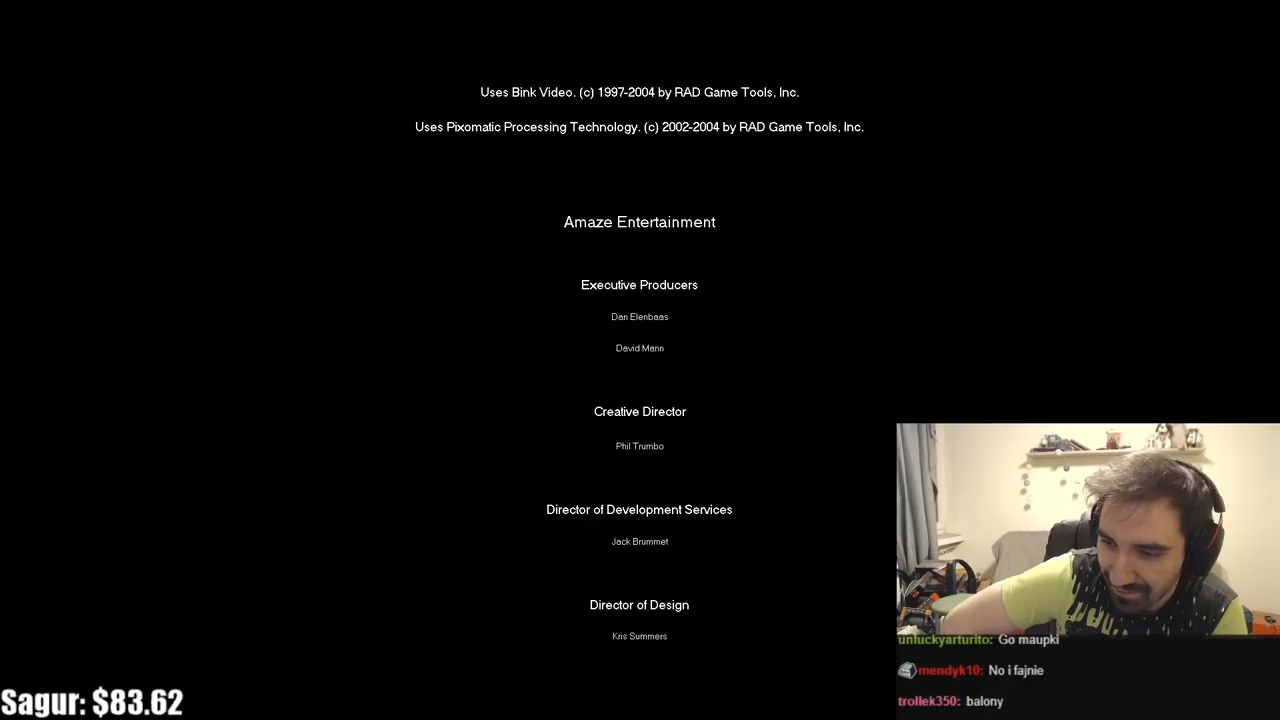 Uses Bink Video. (c) 1997-2004 by RAD Game Tools, Inc.
Uses Pixomatic Processing Technology. (c) 2002-2004 by RAD Game Tools, Inc.
Amaze Entertainment
Executive Producers
Dan Elenbaas
David Mann
Creative Director
Phil Trumbo
Director of Development Services
Jack Brummet
Director of Design
Kris Summers
unluckyarturito: Go maupki
mendyk10: No i fajnie
trollek350: balony
Sagur: $83.62